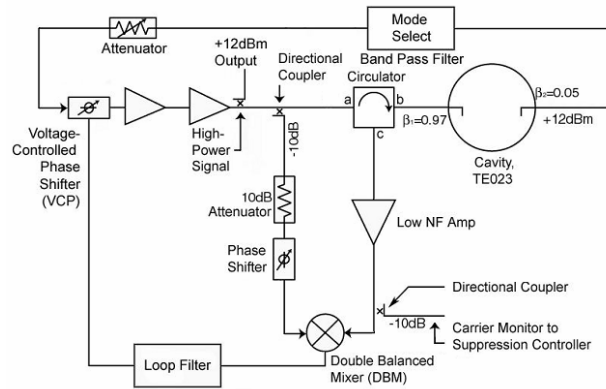 Attenuator
+12dBm
Output
Directional
Coupler
Mode
Select
Band Pass Filter
Circulator
a
b
c
β₁=0.97
β₂=0.05
+12dBm
Cavity,
TE023
Voltage-
Controlled
Phase
Shifter
(VCP)
High-
Power
Signal
-10dB
10dB
Attenuator
Low NF Amp
Phase
Shifter
Directional Coupler
-10dB
Carrier Monitor to
Suppression Controller
Loop Filter
Double Balanced
Mixer (DBM)